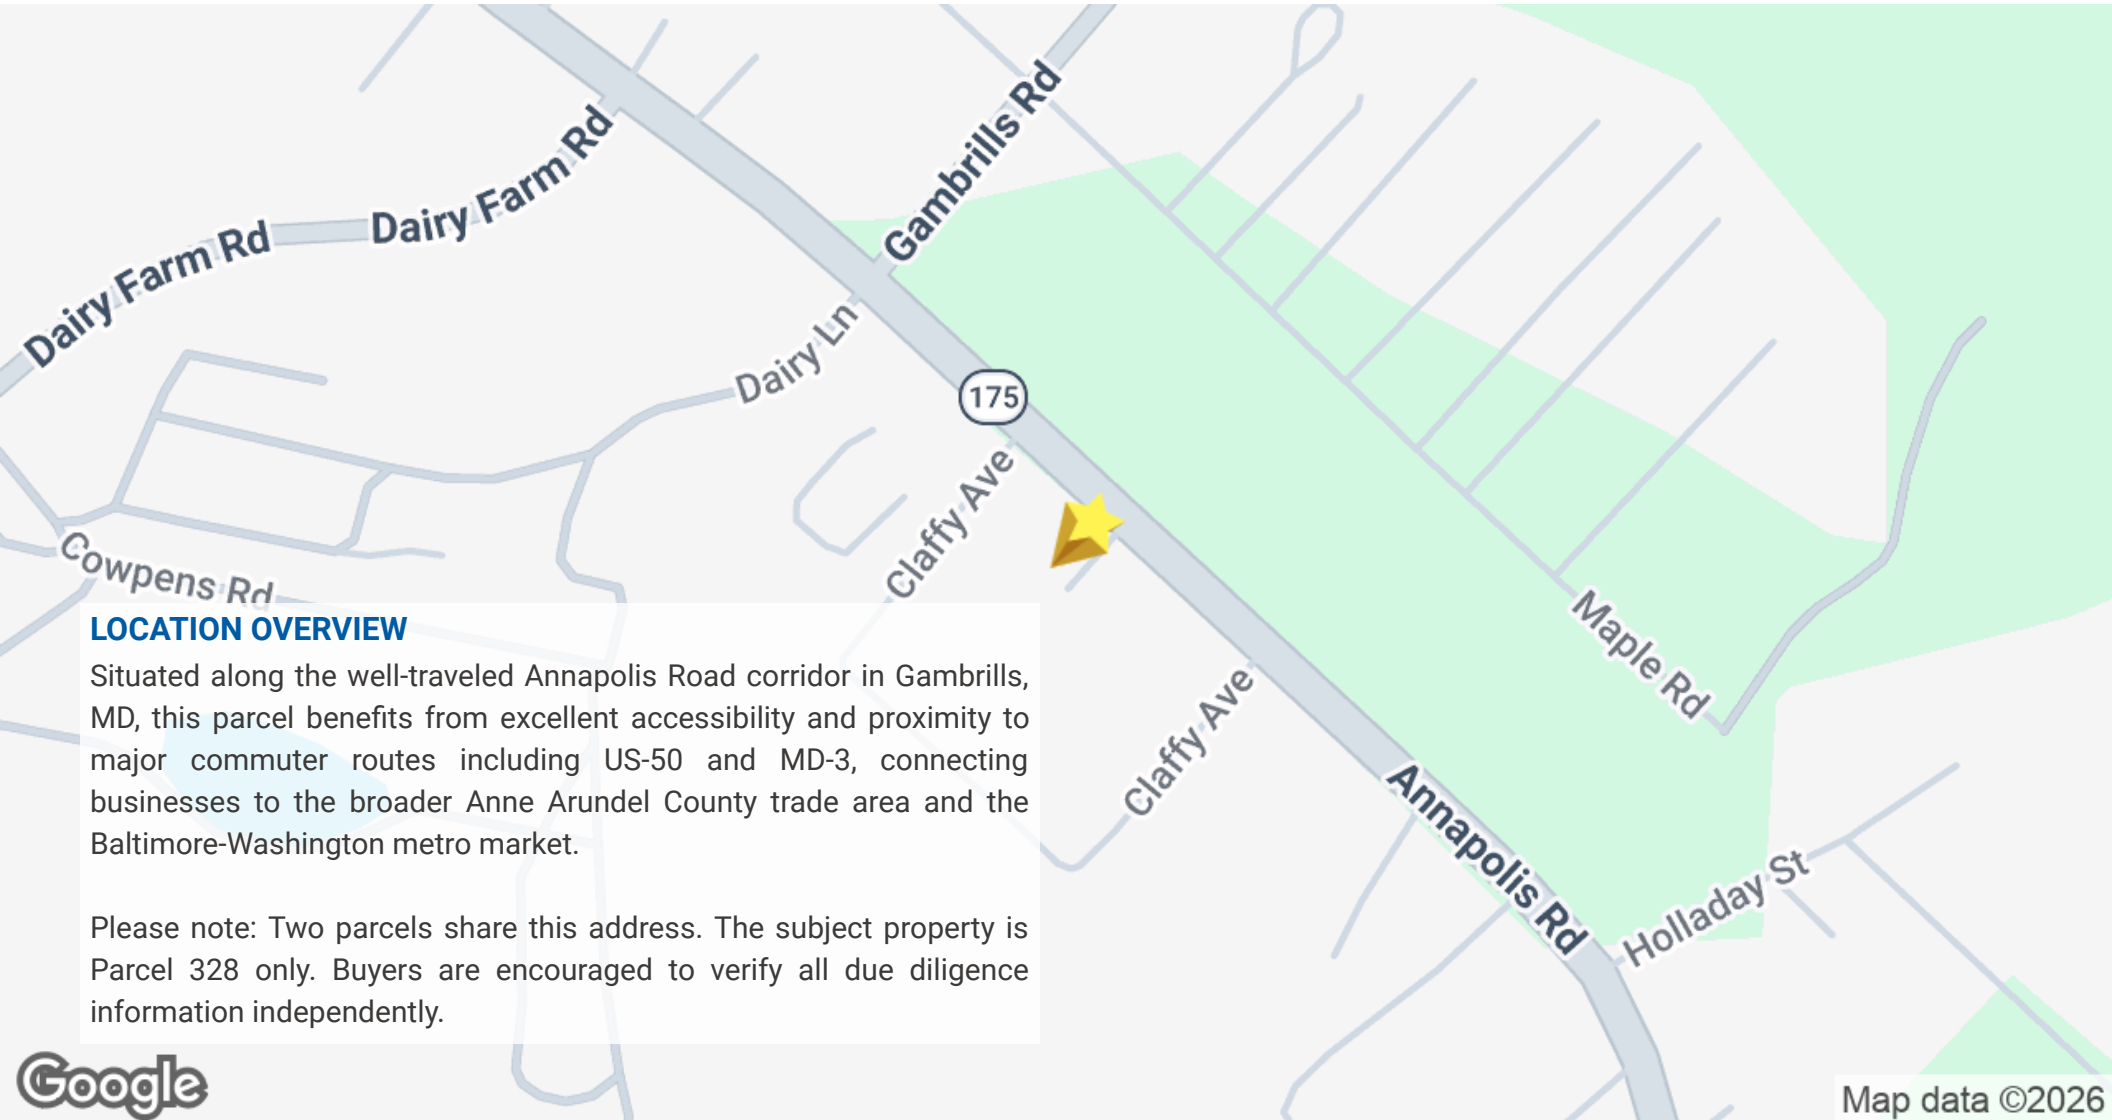 Gambrills Rd
Dairy Farm Rd
Dairy Farm Rd
Dairy Ln
175
Claffy Ave
Cowpens Rd
Maple Rd
Claffy Ave
Annapolis Rd
Holladay St
LOCATION OVERVIEW
Situated along the well-traveled Annapolis Road corridor in Gambrills,
MD, this parcel benefits from excellent accessibility and proximity to
major commuter routes including US-50 and MD-3, connecting
businesses to the broader Anne Arundel County trade area and the
Baltimore-Washington metro market.
Please note: Two parcels share this address. The subject property is
Parcel 328 only. Buyers are encouraged to verify all due diligence
information independently.
Google
Map data ©2026